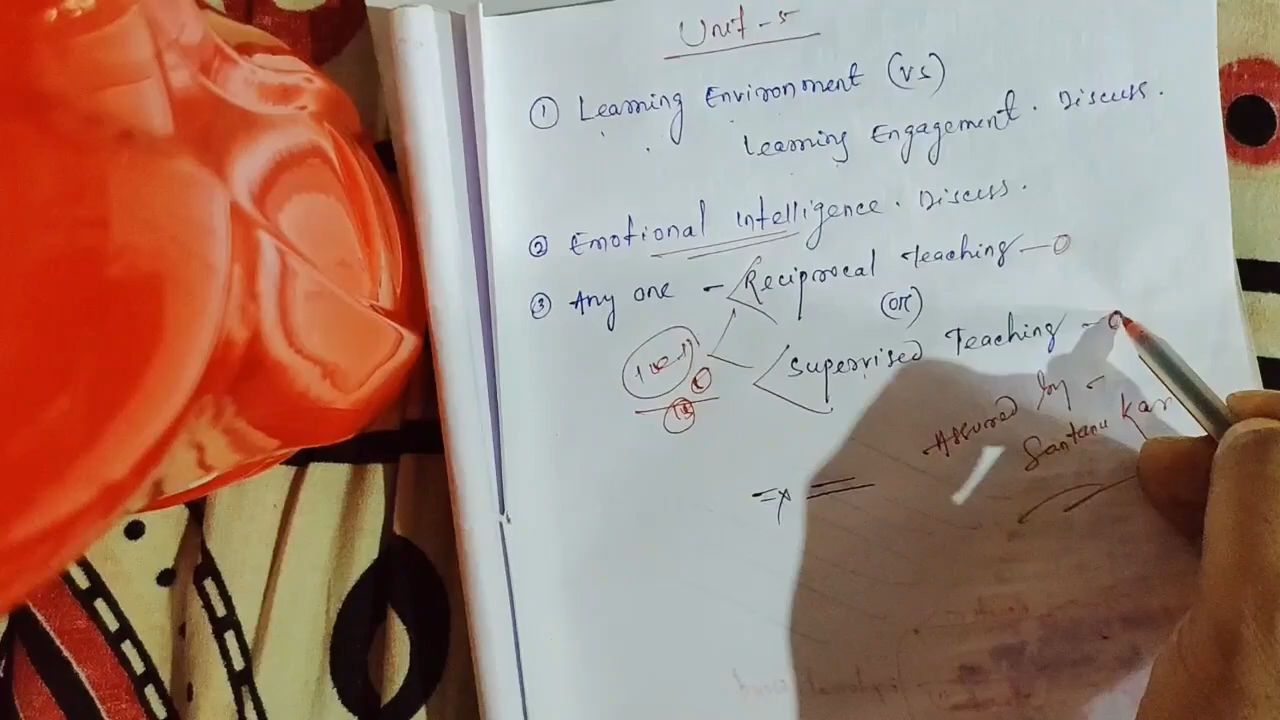 Unit - 5
① Learning Environment (vs)
Learning Engagement. Discuss.
② Emotional Intelligence. Discuss.
③ Any one - Reciprocal Teaching -
(OR)
Supervised Teaching -
Assured by -
Santanu Kar